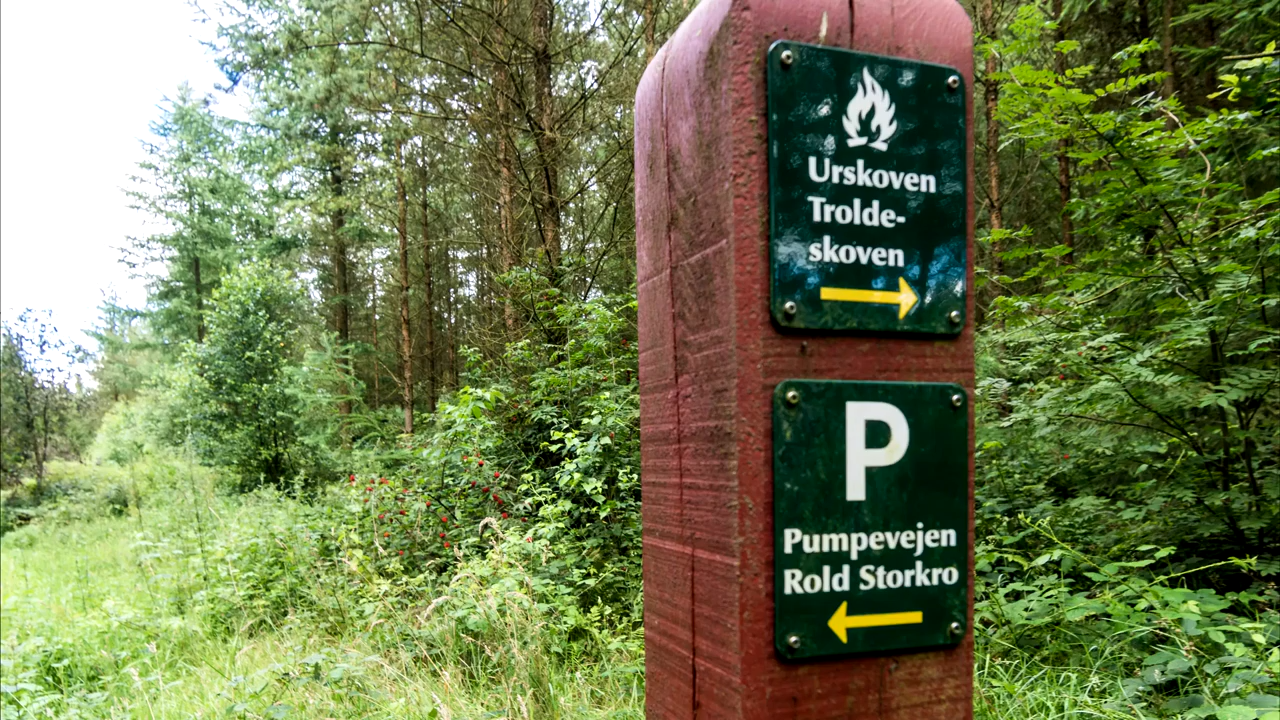 Urskoven
Trolde-
skoven
P
Pumpevejen
Rold Storkro